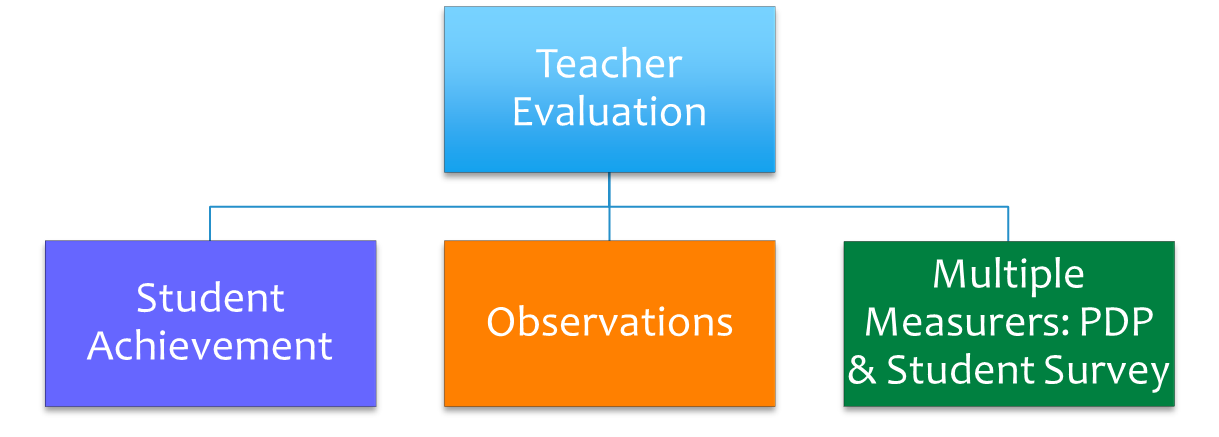 Teacher
Evaluation
Student
Achievement
Observations
Multiple
Measurers: PDP
& Student Survey